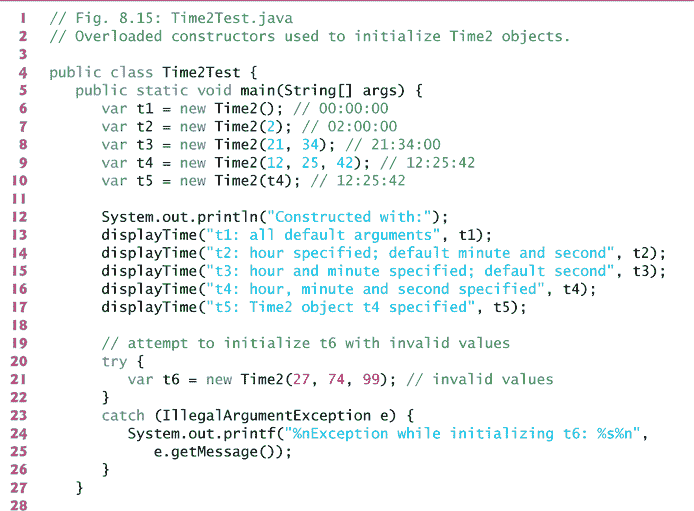 1 // Fig. 8.15: Time2Test.java
2 // Overloaded constructors used to initialize Time2 objects.
3
4 public class Time2Test {
5    public static void main(String[] args) {
6       var t1 = new Time2(); // 00:00:00
7       var t2 = new Time2(2); // 02:00:00
8       var t3 = new Time2(21, 34); // 21:34:00
9       var t4 = new Time2(12, 25, 42); // 12:25:42
10       var t5 = new Time2(t4); // 12:25:42
11
12       System.out.println("Constructed with:");
13       displayTime("t1: all default arguments", t1);
14       displayTime("t2: hour specified; default minute and second", t2);
15       displayTime("t3: hour and minute specified; default second", t3);
16       displayTime("t4: hour, minute and second specified", t4);
17       displayTime("t5: Time2 object t4 specified", t5);
18
19       // attempt to initialize t6 with invalid values
20       try {
21          var t6 = new Time2(27, 74, 99); // invalid values
22       }
23       catch (IllegalArgumentException e) {
24          System.out.printf("%nException while initializing t6: %s%n",
25             e.getMessage());
26       }
27    }
28